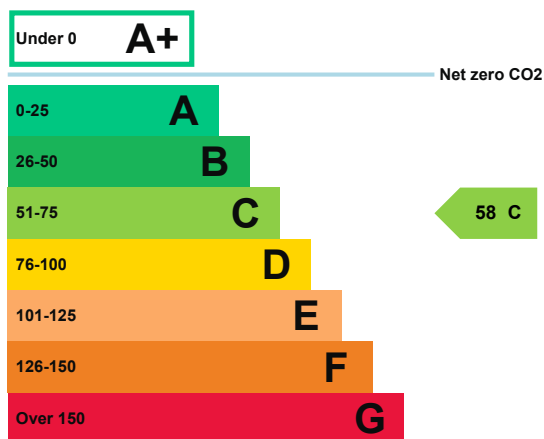 Under 0 A+
Net zero CO2
0-25 A
26-50 B
51-75 C
58 C
76-100 D
101-125 E
126-150 F
Over 150 G